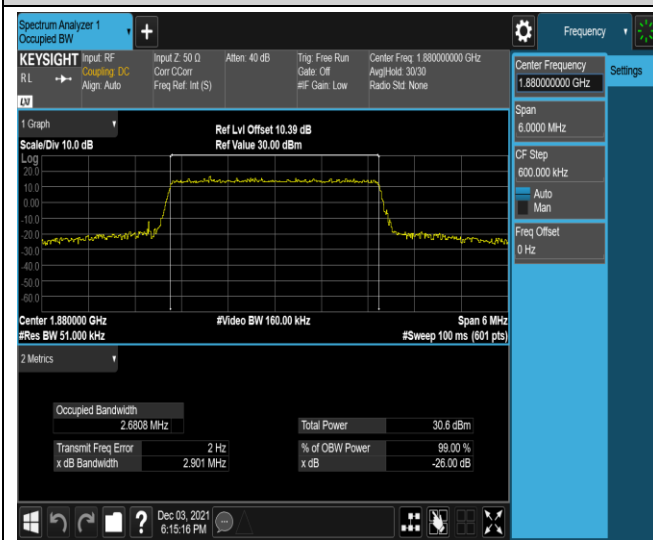 Spectrum Analyzer 1
Occupied BW
+
Frequency
KEYSIGHT
RL
LXI
Input: RF
Coupling: DC
Align: Auto
Input Z: 50 Ω
Corr CCorr
Freq Ref: Int (S)
Atten: 40 dB
Trig: Free Run
Gate: Off
#IF Gain: Low
Center Freq: 1.880000000 GHz
Avg|Hold: 30/30
Radio Std: None
Center Frequency
1.880000000 GHz
Settings
Span
6.0000 MHz
CF Step
600.000 kHz
Auto
Man
Freq Offset
0 Hz
1 Graph
Scale/Div 10.0 dB
Ref Lvl Offset 10.39 dB
Ref Value 30.00 dBm
Log
20.0
10.0
0.00
-10.0
-20.0
-30.0
-40.0
-50.0
-60.0
Center 1.880000 GHz
#Res BW 51.000 kHz
#Video BW 160.00 kHz
Span 6 MHz
#Sweep 100 ms (601 pts)
2 Metrics
Occupied Bandwidth
2.6808 MHz
Total Power 30.6 dBm
Transmit Freq Error 2 Hz
% of OBW Power 99.00 %
x dB Bandwidth 2.901 MHz
x dB -26.00 dB
?
Dec 03, 2021
6:15:16 PM